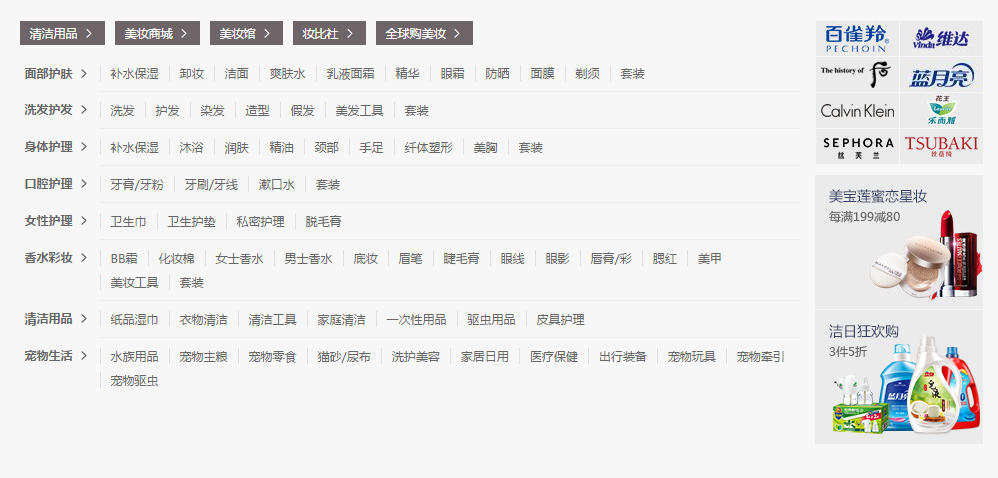 清洁用品 > 美妆商城 > 美妆馆 > 妆比社 > 全球购美妆 >
面部护肤 > 补水保湿 卸妆 洁面 爽肤水 乳液面霜 精华 眼霜 防晒 面膜 剃须 套装
洗发护发 > 洗发 护发 染发 造型 假发 美发工具 套装
身体护理 > 补水保湿 沐浴 润肤 精油 颈部 手足 纤体塑形 美胸 套装
口腔护理 > 牙膏/牙粉 牙刷/牙线 漱口水 套装
女性护理 > 卫生巾 卫生护垫 私密护理 脱毛膏
香水彩妆 > BB霜 化妆棉 女士香水 男士香水 底妆 眉笔 睫毛膏 眼线 眼影 唇膏/彩 腮红 美甲
美妆工具 套装
清洁用品 > 纸品湿巾 衣物清洁 清洁工具 家庭清洁 一次性用品 驱虫用品 皮具护理
宠物生活 > 水族用品 宠物主粮 宠物零食 猫砂/尿布 洗护美容 家居日用 医疗保健 出行装备 宠物玩具 宠物牵引
宠物驱虫
百雀羚®
PECHOIN
Vinda 维达
The history of 后
蓝月亮
Calvin Klein
花王
Laurier
乐而雅
SEPHORA
丝芙兰
TSUBAKI
丝蓓绮
美宝莲蜜恋星妆
每满199减80
洁日狂欢购
3件5折
蓝月亮